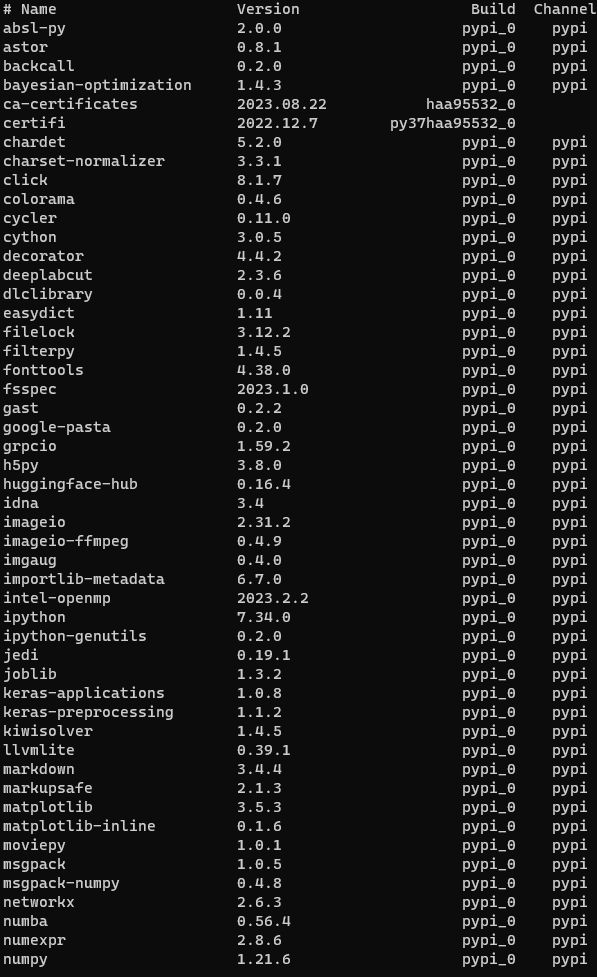 # Name Version Build Channel
absl-py 2.0.0 pypi_0 pypi
astor 0.8.1 pypi_0 pypi
backcall 0.2.0 pypi_0 pypi
bayesian-optimization 1.4.3 pypi_0 pypi
ca-certificates 2023.08.22 haa95532_0
certifi 2022.12.7 py37haa95532_0
chardet 5.2.0 pypi_0 pypi
charset-normalizer 3.3.1 pypi_0 pypi
click 8.1.7 pypi_0 pypi
colorama 0.4.6 pypi_0 pypi
cycler 0.11.0 pypi_0 pypi
cython 3.0.5 pypi_0 pypi
decorator 4.4.2 pypi_0 pypi
deeplabcut 2.3.6 pypi_0 pypi
dlclibrary 0.0.4 pypi_0 pypi
easydict 1.11 pypi_0 pypi
filelock 3.12.2 pypi_0 pypi
filterpy 1.4.5 pypi_0 pypi
fonttools 4.38.0 pypi_0 pypi
fsspec 2023.1.0 pypi_0 pypi
gast 0.2.2 pypi_0 pypi
google-pasta 0.2.0 pypi_0 pypi
grpcio 1.59.2 pypi_0 pypi
h5py 3.8.0 pypi_0 pypi
huggingface-hub 0.16.4 pypi_0 pypi
idna 3.4 pypi_0 pypi
imageio 2.31.2 pypi_0 pypi
imageio-ffmpeg 0.4.9 pypi_0 pypi
imgaug 0.4.0 pypi_0 pypi
importlib-metadata 6.7.0 pypi_0 pypi
intel-openmp 2023.2.2 pypi_0 pypi
ipython 7.34.0 pypi_0 pypi
ipython-genutils 0.2.0 pypi_0 pypi
jedi 0.19.1 pypi_0 pypi
joblib 1.3.2 pypi_0 pypi
keras-applications 1.0.8 pypi_0 pypi
keras-preprocessing 1.1.2 pypi_0 pypi
kiwisolver 1.4.5 pypi_0 pypi
llvmlite 0.39.1 pypi_0 pypi
markdown 3.4.4 pypi_0 pypi
markupsafe 2.1.3 pypi_0 pypi
matplotlib 3.5.3 pypi_0 pypi
matplotlib-inline 0.1.6 pypi_0 pypi
moviepy 1.0.1 pypi_0 pypi
msgpack 1.0.5 pypi_0 pypi
msgpack-numpy 0.4.8 pypi_0 pypi
networkx 2.6.3 pypi_0 pypi
numba 0.56.4 pypi_0 pypi
numexpr 2.8.6 pypi_0 pypi
numpy 1.21.6 pypi_0 pypi